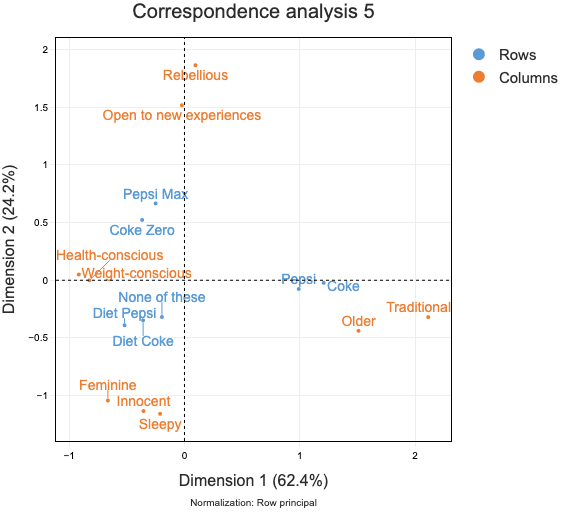 Correspondence analysis 5
Rows
Columns
2
Rebellious
1.5
Open to new experiences
1
Pepsi Max
0.5
Coke Zero
Health-conscious
Weight-conscious
0
Pepsi
Coke
None of these
Traditional
Diet Pepsi
Older
−0.5
Diet Coke
Feminine
−1
Innocent
Sleepy
Dimension 2 (24.2%)
−1
0
1
2
Dimension 1 (62.4%)
Normalization: Row principal